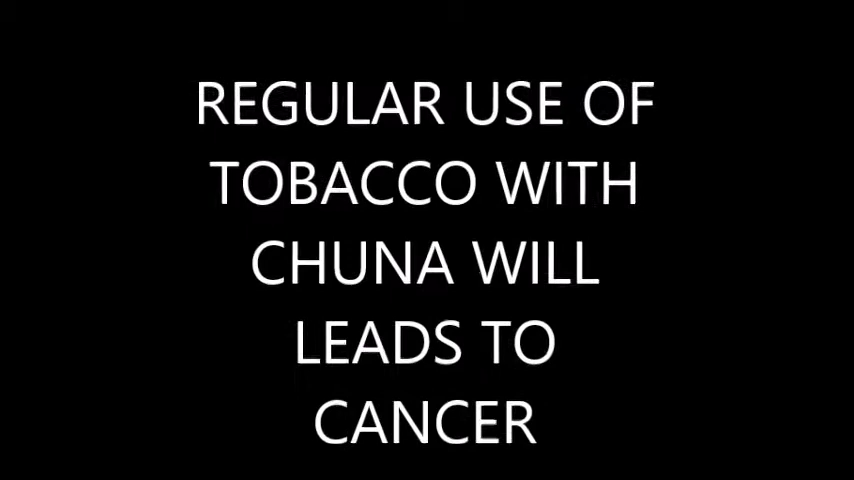 REGULAR USE OF
TOBACCO WITH
CHUNA WILL
LEADS TO
CANCER